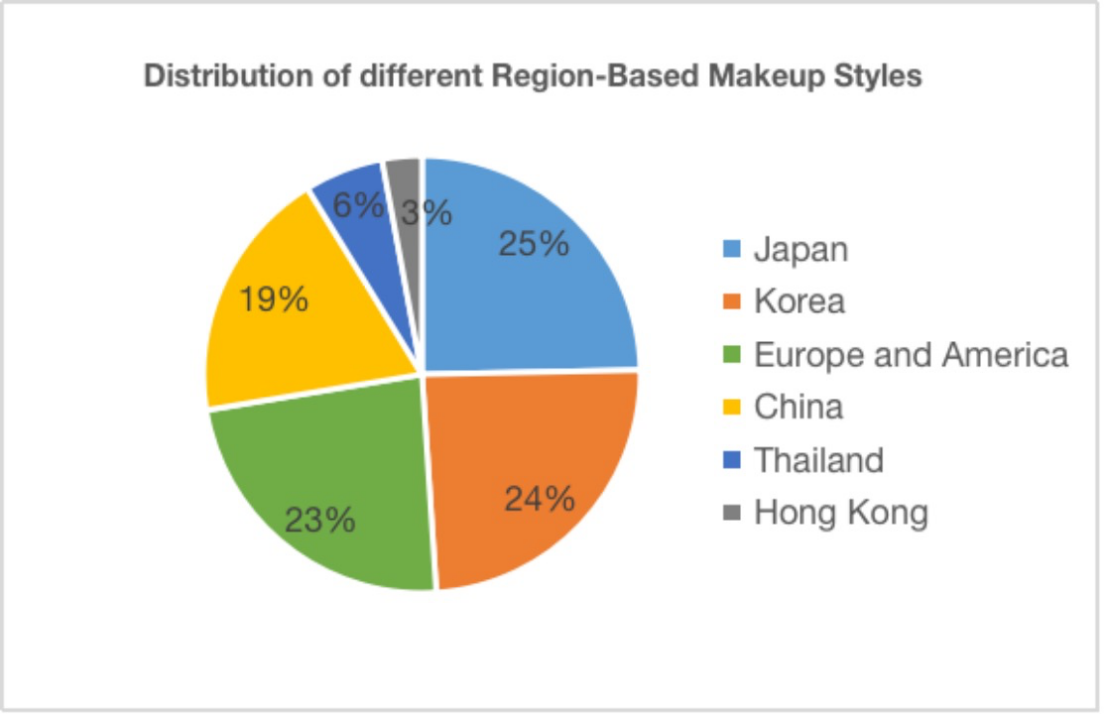 Distribution of different Region-Based Makeup Styles
6%
3%
25%
19%
24%
23%
Japan
Korea
Europe and America
China
Thailand
Hong Kong